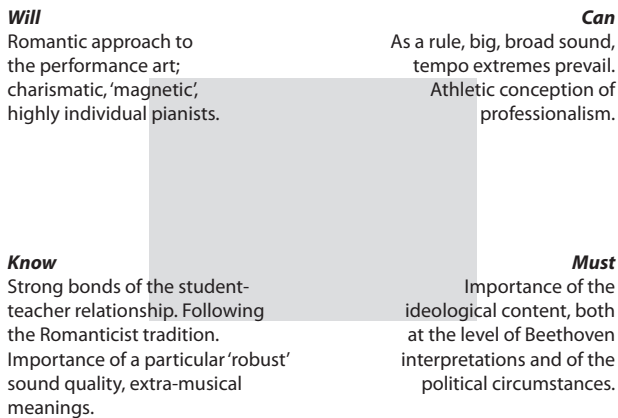 Will
Romantic approach to
the performance art;
charismatic, ‘magnetic’,
highly individual pianists.
Can
As a rule, big, broad sound,
tempo extremes prevail.
Athletic conception of
professionalism.
Know
Strong bonds of the student-
teacher relationship. Following
the Romanticist tradition.
Importance of a particular ‘robust’
sound quality, extra-musical
meanings.
Must
Importance of the
ideological content, both
at the level of Beethoven
interpretations and of the
political circumstances.